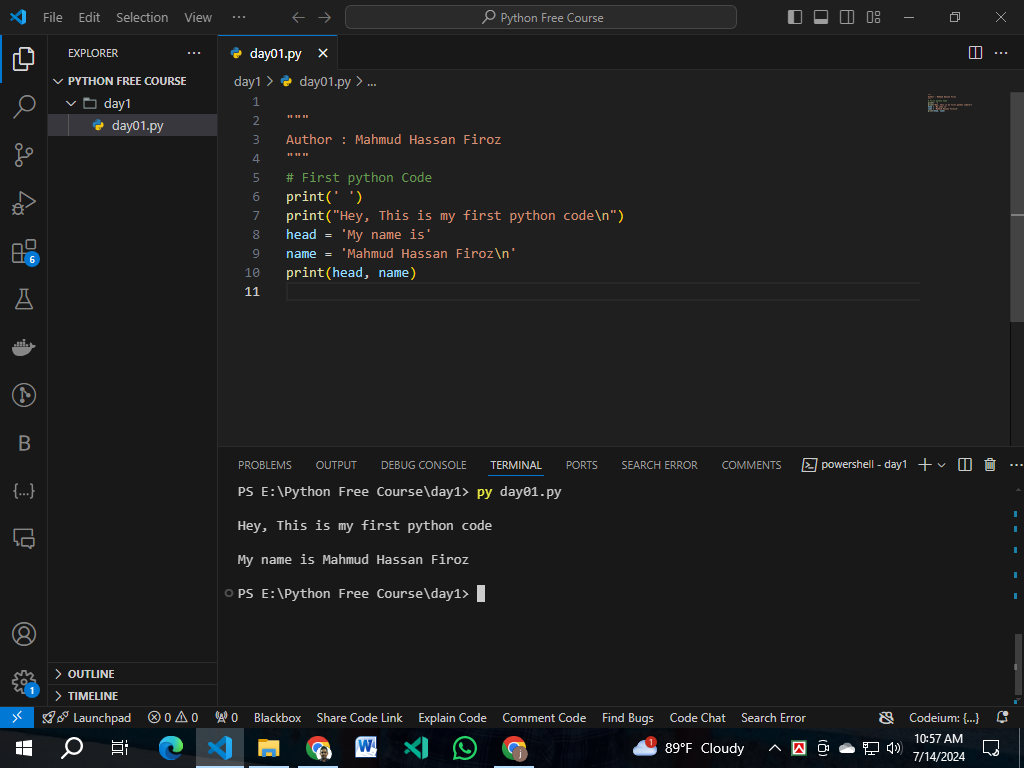 File Edit Selection View ··· Python Free Course
EXPLORER ···
PYTHON FREE COURSE
day1
day01.py
OUTLINE
TIMELINE
day01.py
day1 > day01.py > ...
1
2 """
3 Author : Mahmud Hassan Firoz
4 """
5 # First python Code
6 print(' ')
7 print("Hey, This is my first python code\n")
8 head = 'My name is'
9 name = 'Mahmud Hassan Firoz\n'
10 print(head, name)
11
PROBLEMS OUTPUT DEBUG CONSOLE TERMINAL PORTS SEARCH ERROR COMMENTS powershell - day1
PS E:\Python Free Course\day1> py day01.py
Hey, This is my first python code
My name is Mahmud Hassan Firoz
PS E:\Python Free Course\day1>
6
B
{...}
1
Launchpad 0 0 0 Blackbox Share Code Link Explain Code Comment Code Find Bugs Code Chat Search Error Codeium: {...}
1 89°F Cloudy 10:57 AM
7/14/2024